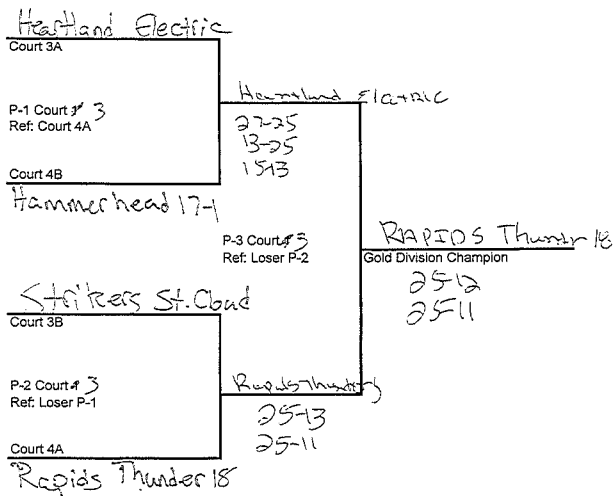 Heartland Electric
Court 3A
P-1 Court 3
Ref: Court 4A
Court 4B
Hammerhead 17-1
Heartland Electric
27-25
13-25
15-13
P-3 Court 3
Ref: Loser P-2
RAPIDS Thunder 18
Gold Division Champion
25-12
25-11
Strikers St. Cloud
Court 3B
P-2 Court 3
Ref: Loser P-1
Court 4A
Rapids Thunder 18
Rapids Thunder
25-13
25-11